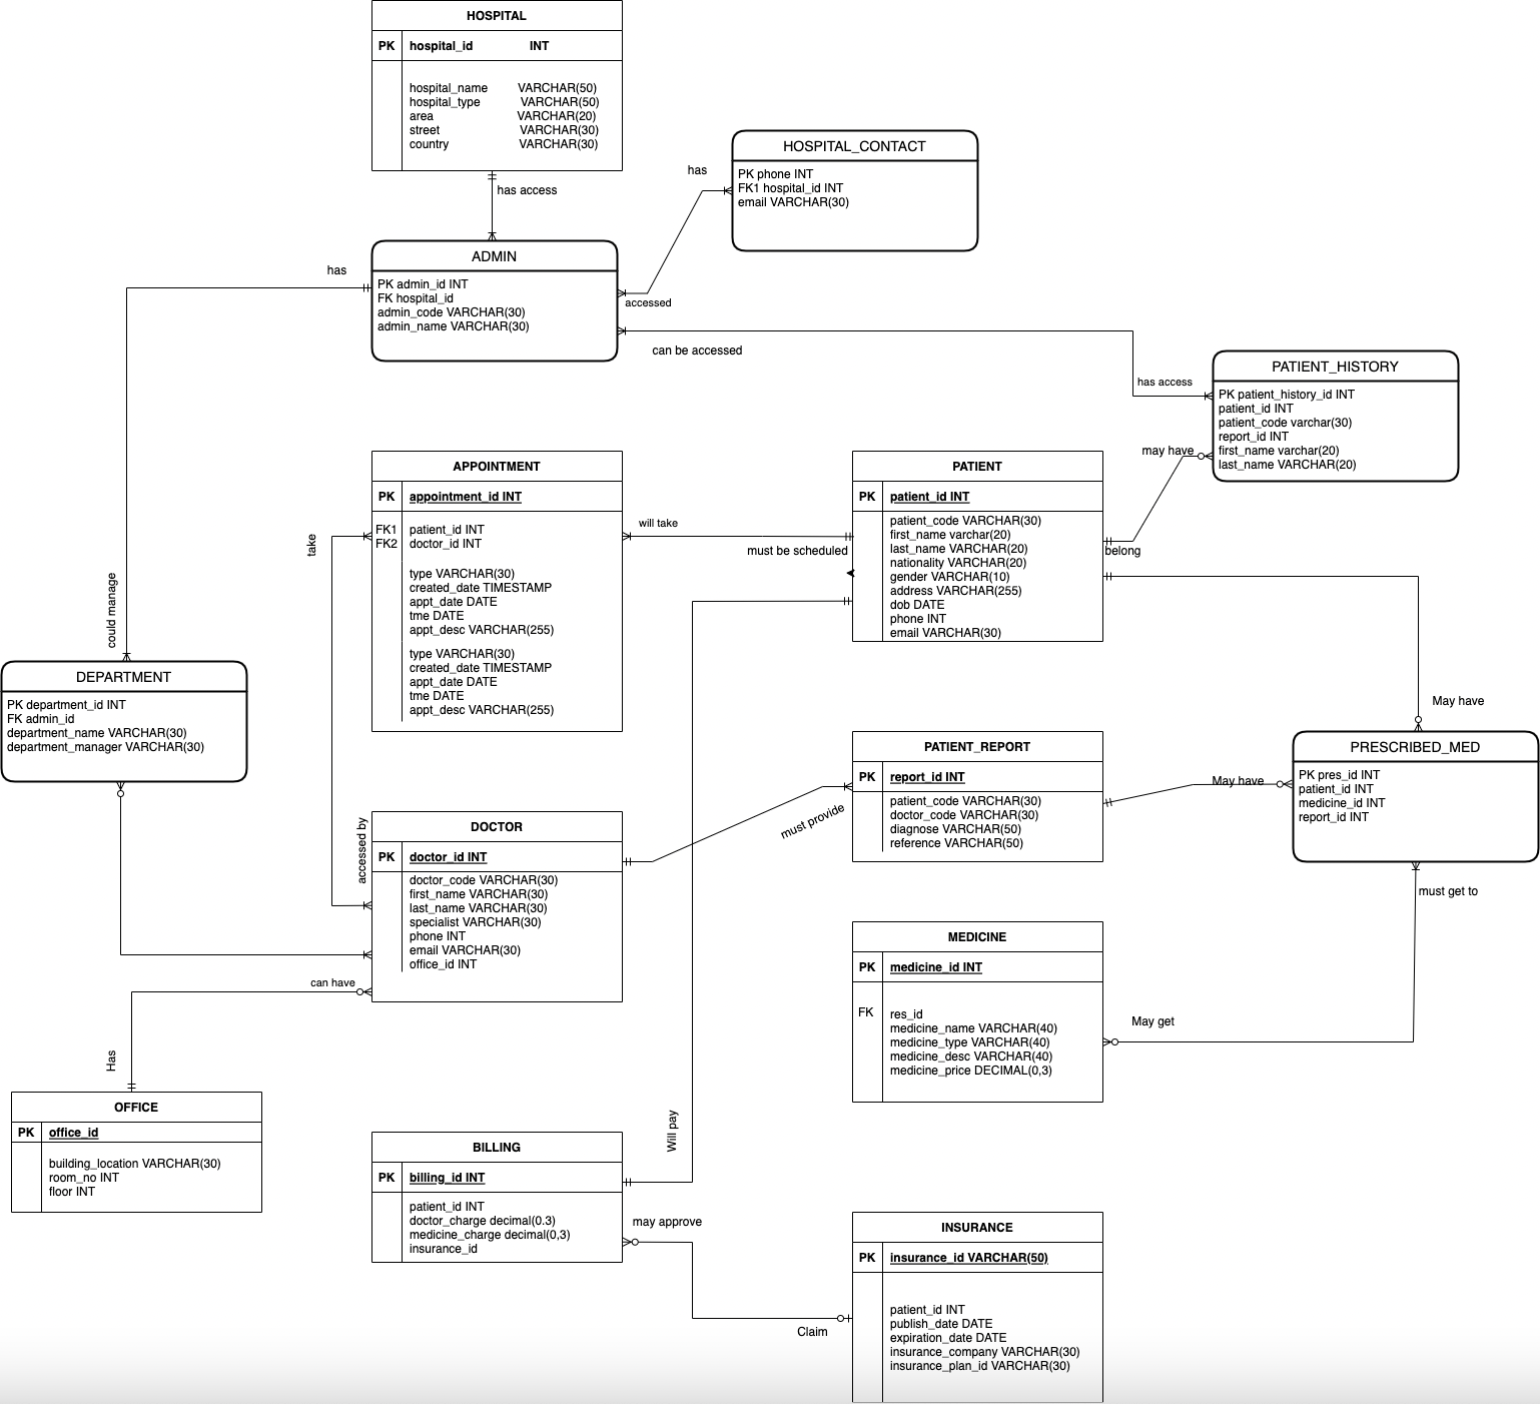 HOSPITAL
PK hospital_id INT
hospital_name VARCHAR(50)
hospital_type VARCHAR(50)
area VARCHAR(20)
street VARCHAR(30)
country VARCHAR(30)
has access
HOSPITAL_CONTACT
PK phone INT
FK1 hospital_id INT
email VARCHAR(30)
has
accessed
ADMIN
PK admin_id INT
FK hospital_id
admin_code VARCHAR(30)
admin_name VARCHAR(30)
has
could manage
can be accessed
has access
PATIENT_HISTORY
PK patient_history_id INT
patient_id INT
patient_code varchar(30)
report_id INT
first_name varchar(20)
last_name VARCHAR(20)
may have
belong
APPOINTMENT
PK appointment_id INT
FK1 patient_id INT
FK2 doctor_id INT
type VARCHAR(30)
created_date TIMESTAMP
appt_date DATE
tme DATE
appt_desc VARCHAR(255)
type VARCHAR(30)
created_date TIMESTAMP
appt_date DATE
tme DATE
appt_desc VARCHAR(255)
take
accessed by
will take
must be scheduled
PATIENT
PK patient_id INT
patient_code VARCHAR(30)
first_name varchar(20)
last_name VARCHAR(20)
nationality VARCHAR(20)
gender VARCHAR(10)
address VARCHAR(255)
dob DATE
phone INT
email VARCHAR(30)
May have
DEPARTMENT
PK department_id INT
FK admin_id
department_name VARCHAR(30)
department_manager VARCHAR(30)
PATIENT_REPORT
PK report_id INT
patient_code VARCHAR(30)
doctor_code VARCHAR(30)
diagnose VARCHAR(50)
reference VARCHAR(50)
must provide
May have
PRESCRIBED_MED
PK pres_id INT
patient_id INT
medicine_id INT
report_id INT
must get to
DOCTOR
PK doctor_id INT
doctor_code VARCHAR(30)
first_name VARCHAR(30)
last_name VARCHAR(30)
specialist VARCHAR(30)
phone INT
email VARCHAR(30)
office_id INT
can have
Has
MEDICINE
PK medicine_id INT
FK res_id
medicine_name VARCHAR(40)
medicine_type VARCHAR(40)
medicine_desc VARCHAR(40)
medicine_price DECIMAL(0,3)
May get
OFFICE
PK office_id
building_location VARCHAR(30)
room_no INT
floor INT
BILLING
PK billing_id INT
patient_id INT
doctor_charge decimal(0.3)
medicine_charge decimal(0,3)
insurance_id
Will pay
may approve
Claim
INSURANCE
PK insurance_id VARCHAR(50)
patient_id INT
publish_date DATE
expiration_date DATE
insurance_company VARCHAR(30)
insurance_plan_id VARCHAR(30)